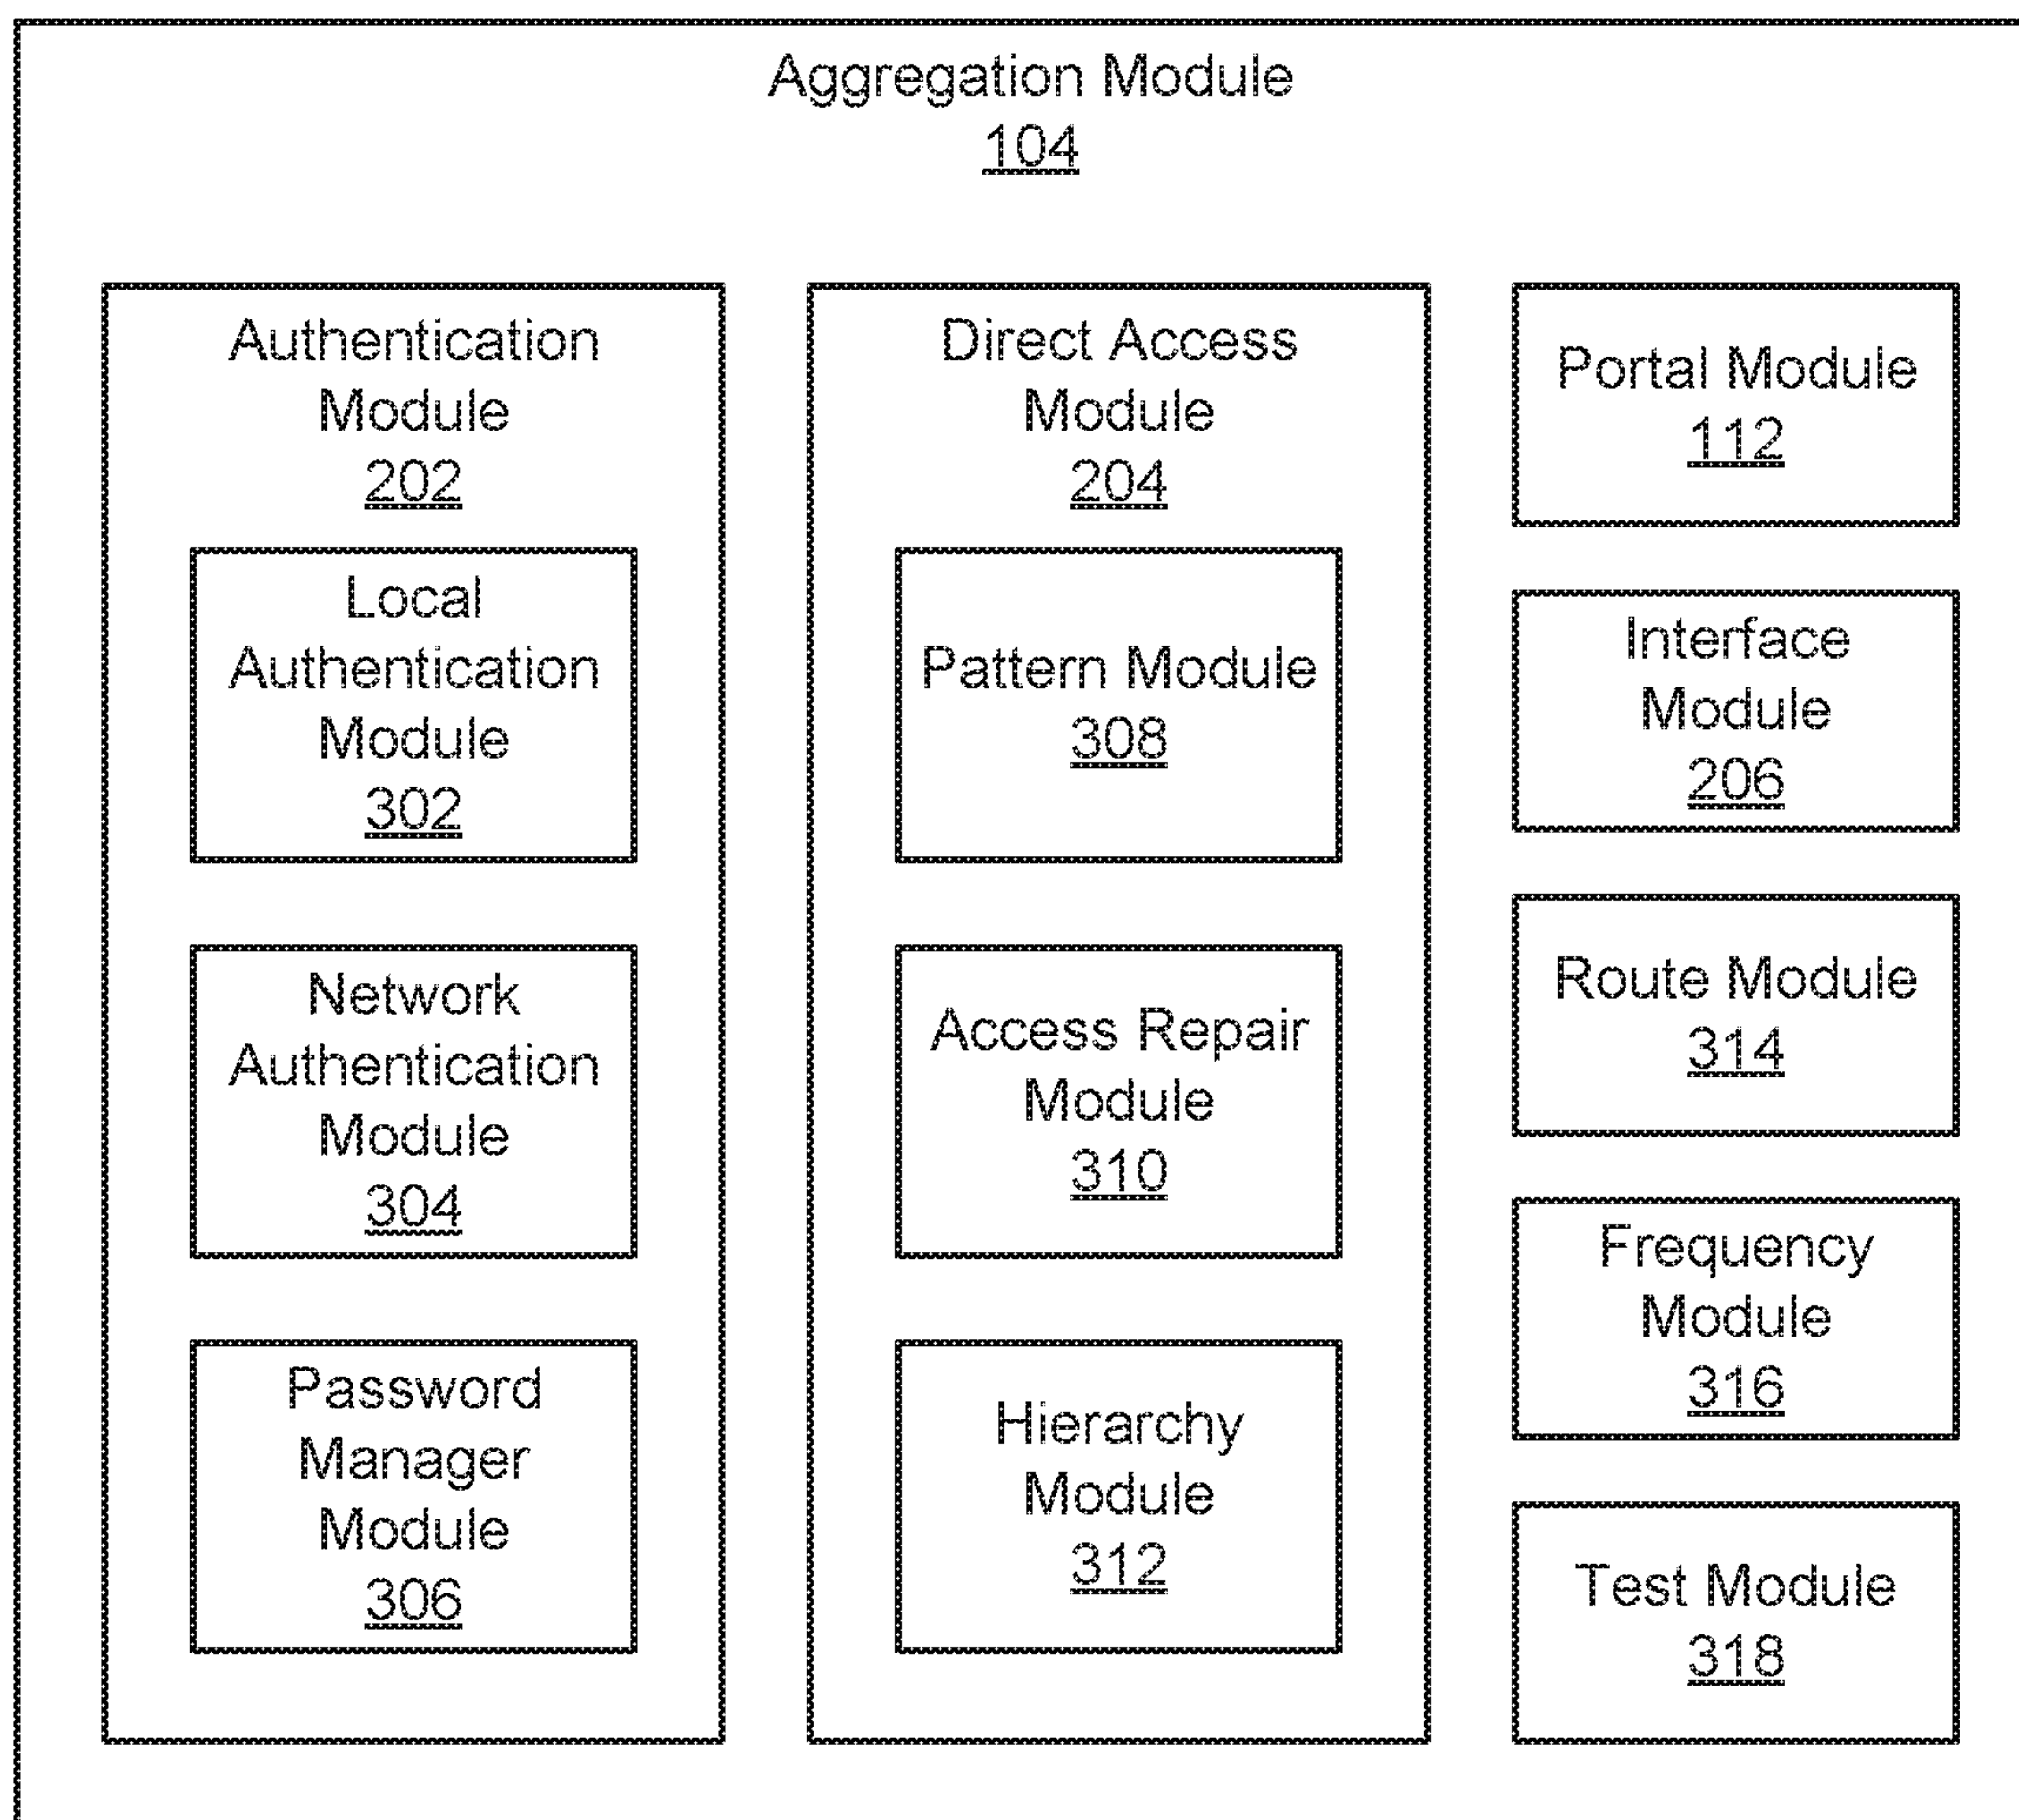 Aggregation Module
104
Authentication
Module
202
Local
Authentication
Module
302
Network
Authentication
Module
304
Password
Manager
Module
306
Direct Access
Module
204
Pattern Module
308
Access Repair
Module
310
Hierarchy
Module
312
Portal Module
112
Interface
Module
206
Route Module
314
Frequency
Module
316
Test Module
318